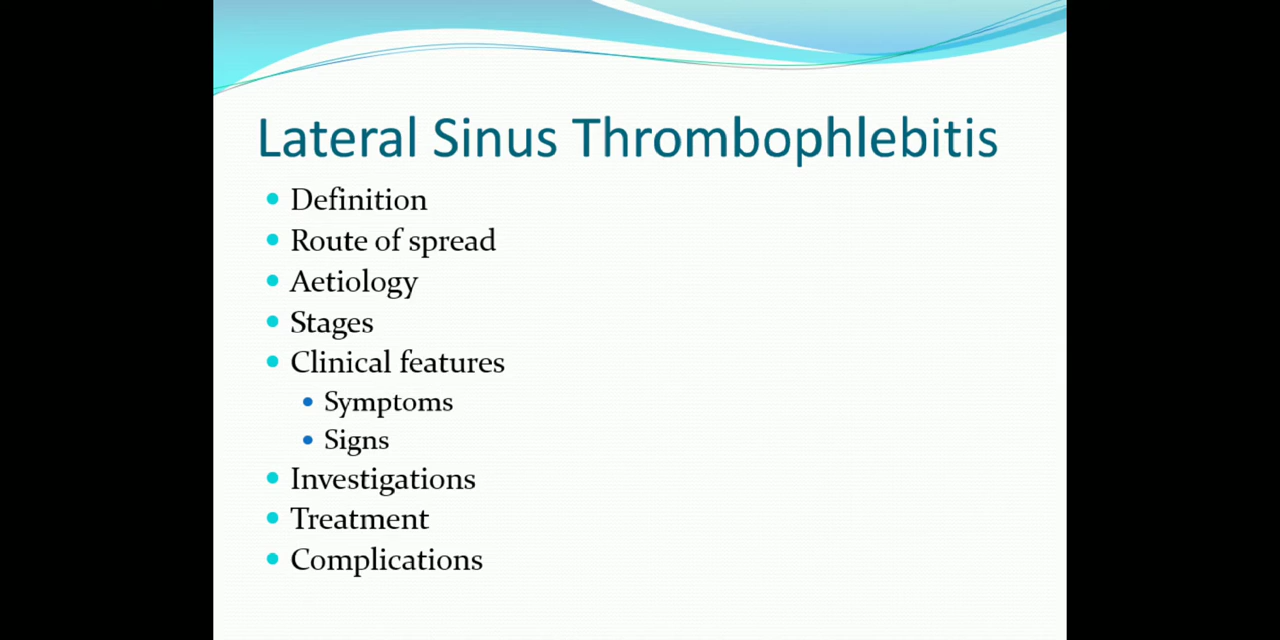 Lateral Sinus Thrombophlebitis
Definition
Route of spread
Aetiology
Stages
Clinical features
Symptoms
Signs
Investigations
Treatment
Complications